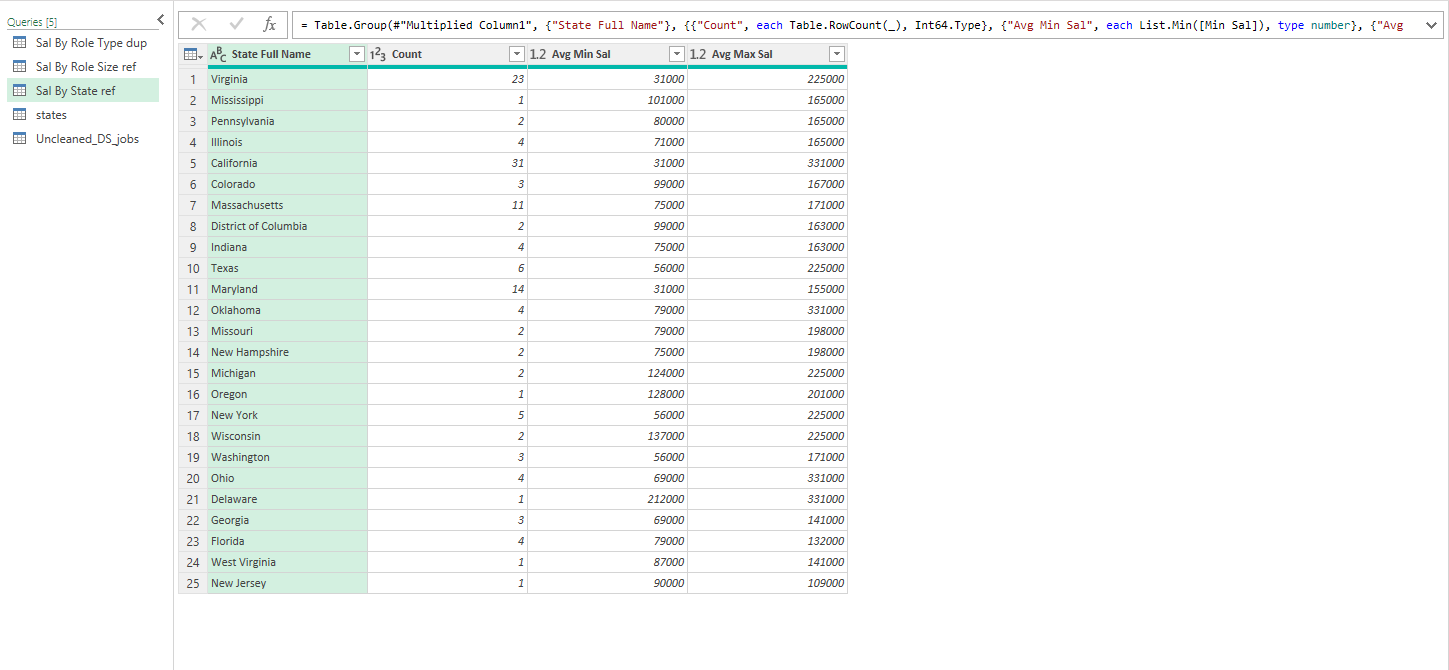 Queries [5]
Sal By Role Type dup
Sal By Role Size ref
Sal By State ref
states
Uncleaned_DS_jobs
fx = Table.Group(#"Multiplied Column1", {"State Full Name"}, {{"Count", each Table.RowCount(_), Int64.Type}, {"Avg Min Sal", each List.Min([Min Sal]), type number}, {"Avg
ABC State Full Name 123 Count 1.2 Avg Min Sal 1.2 Avg Max Sal
1 Virginia 23 31000 225000
2 Mississippi 1 101000 165000
3 Pennsylvania 2 80000 165000
4 Illinois 4 71000 165000
5 California 31 31000 331000
6 Colorado 3 99000 167000
7 Massachusetts 11 75000 171000
8 District of Columbia 2 99000 163000
9 Indiana 4 75000 163000
10 Texas 6 56000 225000
11 Maryland 14 31000 155000
12 Oklahoma 4 79000 331000
13 Missouri 2 79000 198000
14 New Hampshire 2 75000 198000
15 Michigan 2 124000 225000
16 Oregon 1 128000 201000
17 New York 5 56000 225000
18 Wisconsin 2 137000 225000
19 Washington 3 56000 171000
20 Ohio 4 69000 331000
21 Delaware 1 212000 331000
22 Georgia 3 69000 141000
23 Florida 4 79000 132000
24 West Virginia 1 87000 141000
25 New Jersey 1 90000 109000